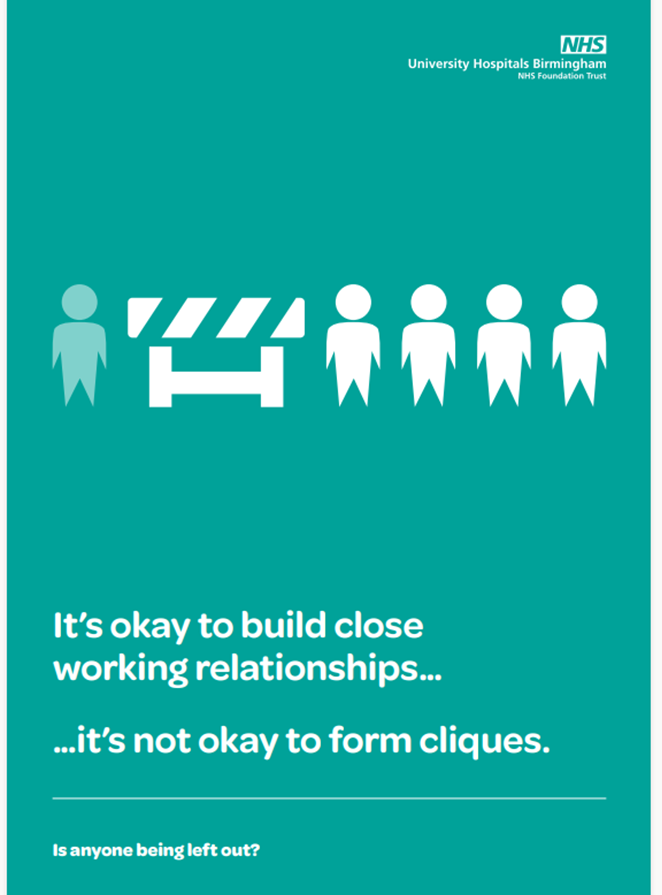 NHS
University Hospitals Birmingham
NHS Foundation Trust
It’s okay to build close
working relationships...
...it’s not okay to form cliques.
Is anyone being left out?